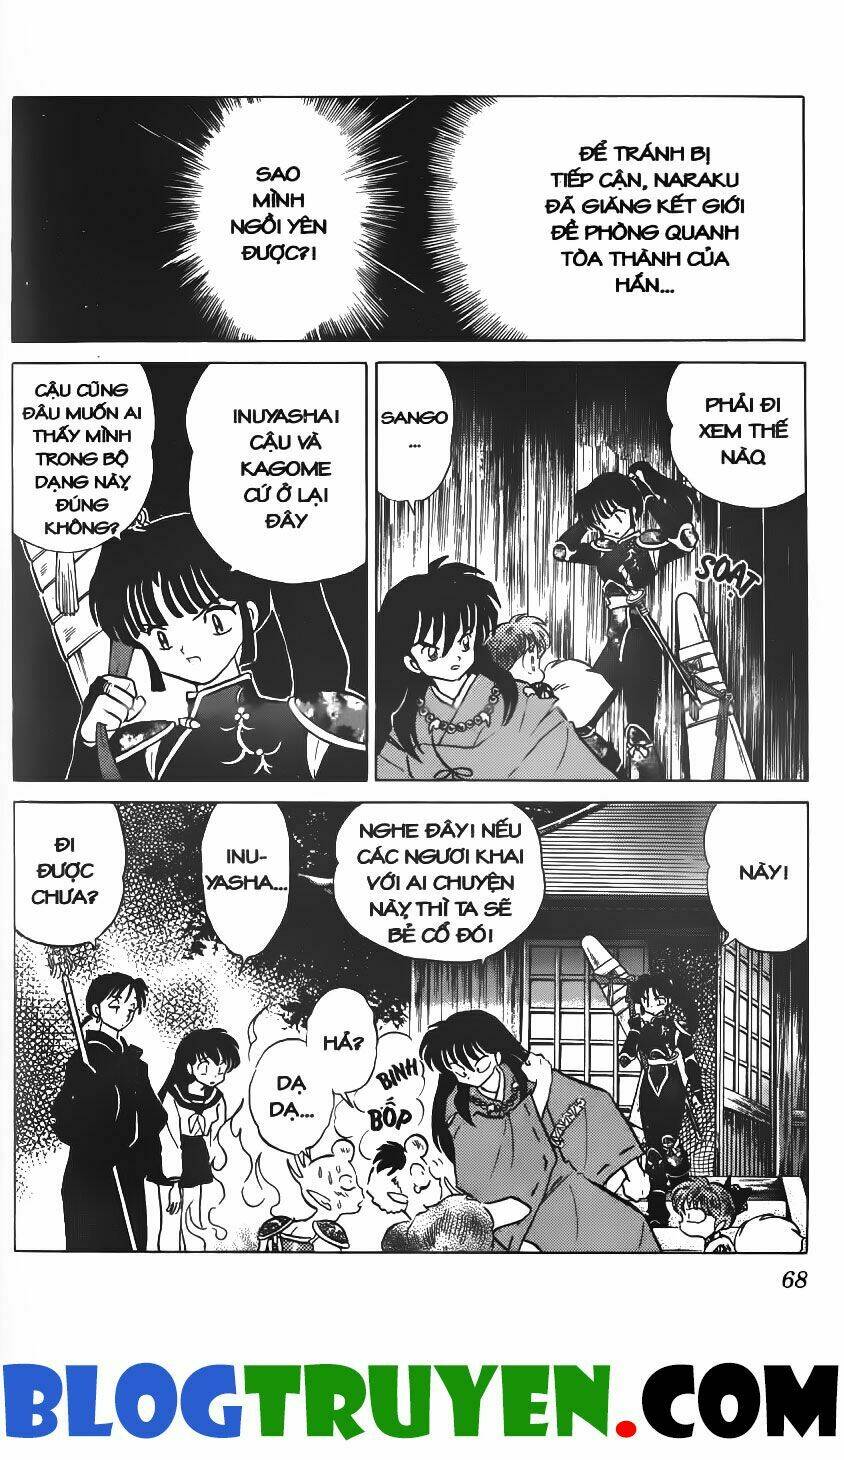 ĐỂ TRÁNH BỊ
TIẾP CẬN, NARAKU
ĐÃ GIĂNG KẾT GIỚI
ĐỀ PHÒNG QUANH
TÒA THÀNH CỦA
HẮN...
SAO
MÌNH
NGỒI YÊN
ĐƯỢC?!
PHẢI ĐI
XEM THẾ
NÀO.
SANGO
...
SOẠT
INUYASHA!
CẬU VÀ
KAGOME
CỨ Ở LẠI
ĐÂY
CẬU CŨNG
ĐÂU MUỐN AI
THẤY MÌNH
TRONG BỘ
DẠNG NÀY,
ĐÚNG
KHÔNG?
NÀY!
NGHE ĐÂY! NẾU
CÁC NGƯƠI KHAI
VỚI AI CHUYỆN
NÀY, THÌ TA SẼ
BẺ CỔ ĐÓ!
INU-
YASHA...
ĐI
ĐƯỢC
CHƯA?
HẢ?
DẠ
DẠ...
BINH
BỐP
68
BLOGTRUYEN.COM